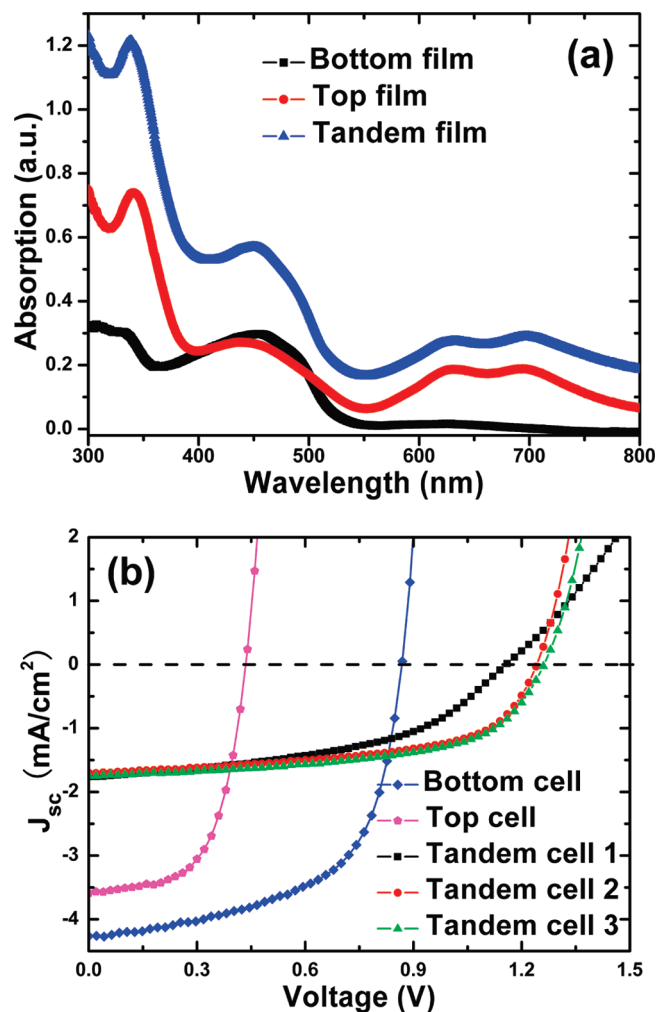 (a)
Bottom film
Top film
Tandem film
Absorption (a.u.)
1.2
1.0
0.8
0.6
0.4
0.2
0.0
300 400 500 600 700 800
Wavelength (nm)
(b)
Bottom cell
Top cell
Tandem cell 1
Tandem cell 2
Tandem cell 3
J_sc (mA/cm²)
2
1
0
-1
-2
-3
-4
0.0 0.3 0.6 0.9 1.2 1.5
Voltage (V)